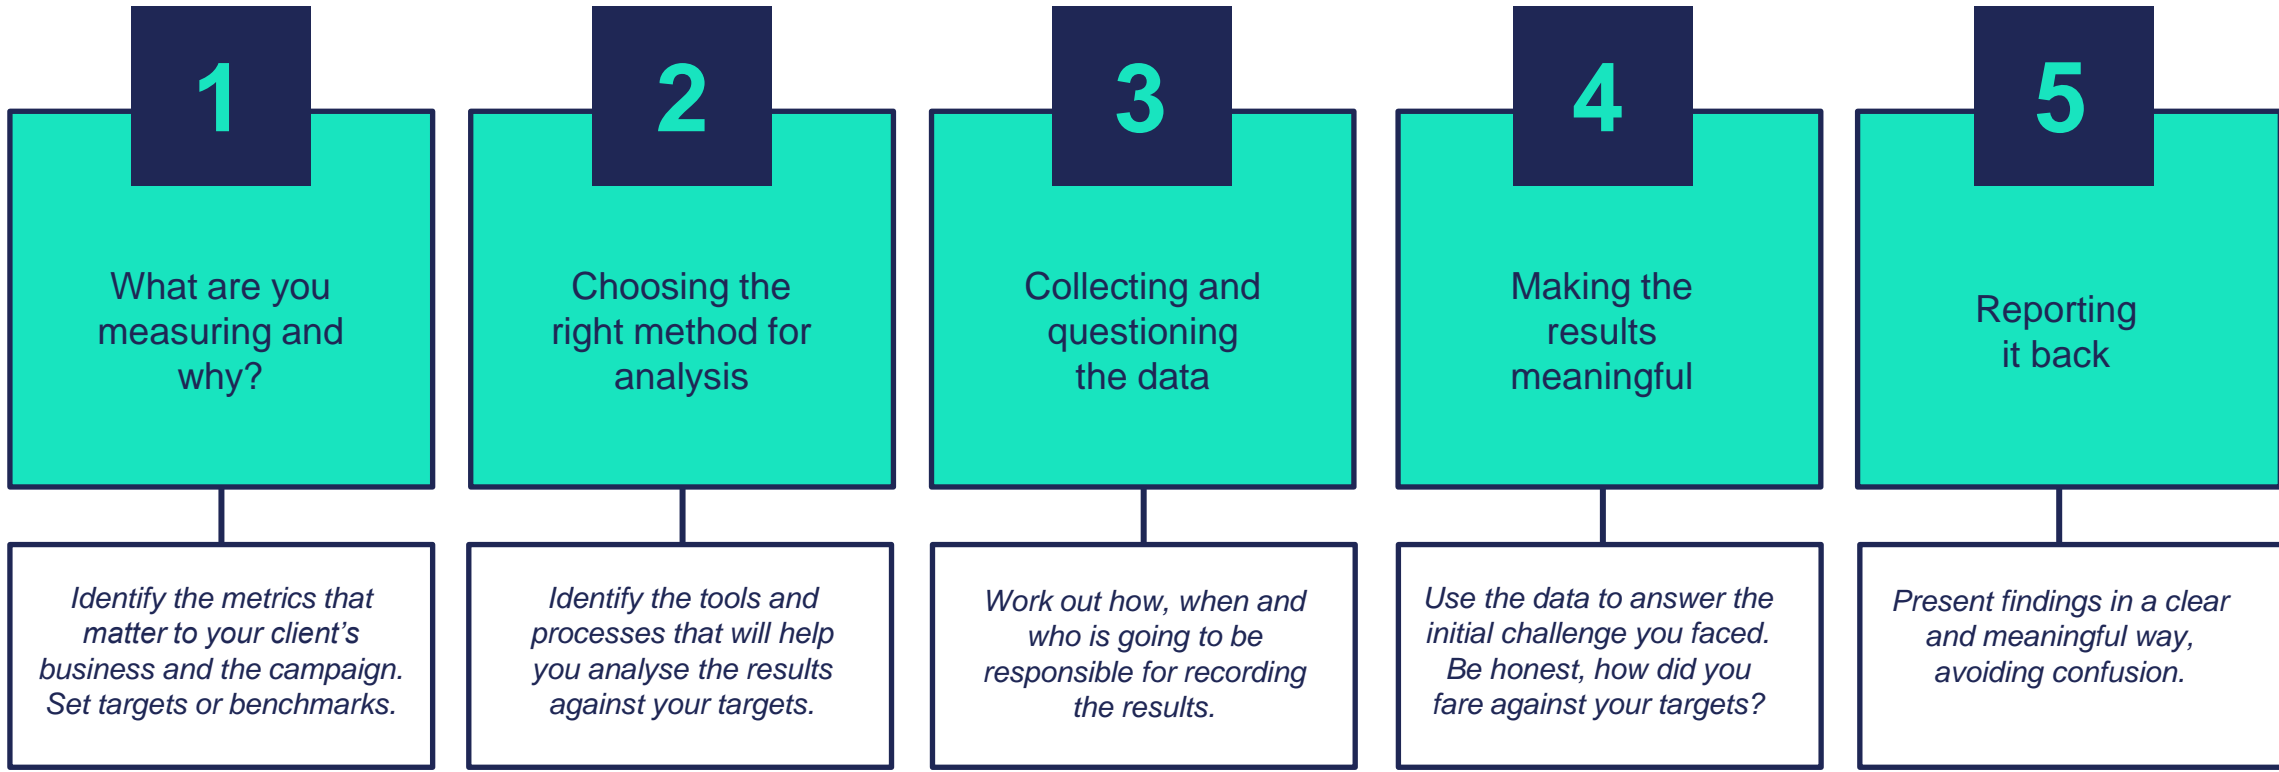 1
What are you
measuring and
why?
Identify the metrics that
matter to your client’s
business and the campaign.
Set targets or benchmarks.
2
Choosing the
right method for
analysis
Identify the tools and
processes that will help
you analyse the results
against your targets.
3
Collecting and
questioning
the data
Work out how, when and
who is going to be
responsible for recording
the results.
4
Making the
results
meaningful
Use the data to answer the
initial challenge you faced.
Be honest, how did you
fare against your targets?
5
Reporting
it back
Present findings in a clear
and meaningful way,
avoiding confusion.